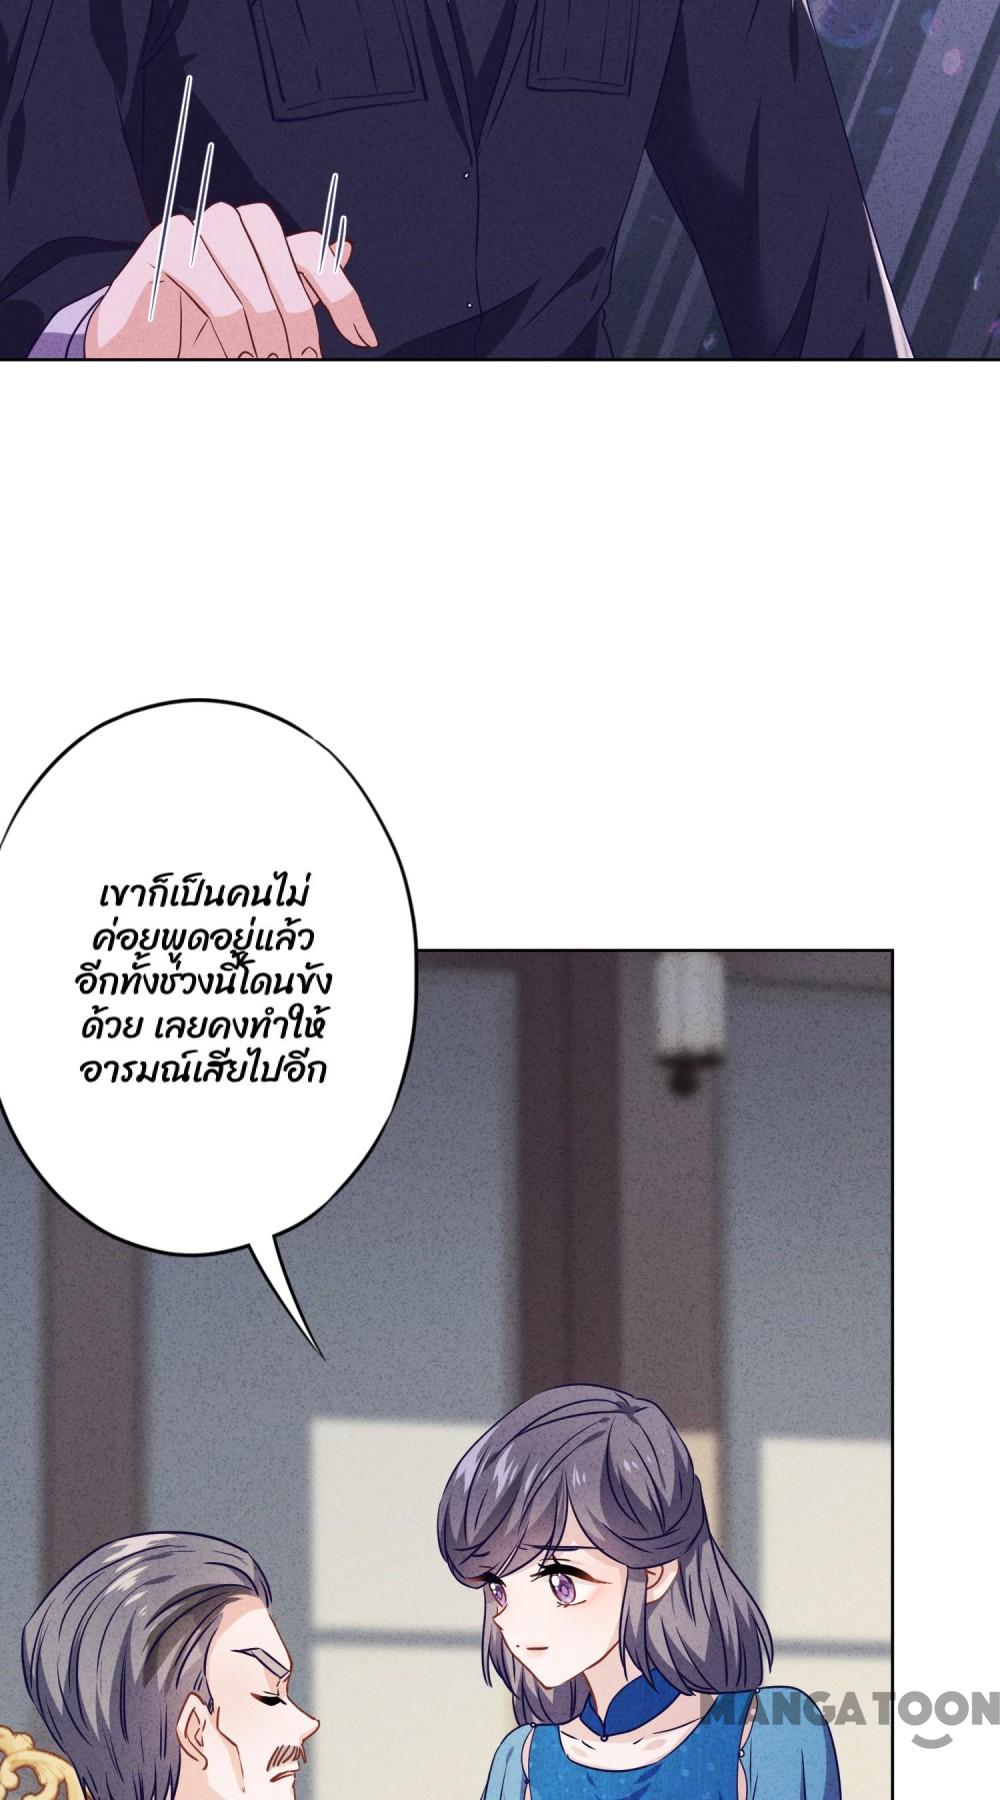 เขาก็เป็นคนไม่
ค่อยพูดอยู่แล้ว
อีกทั้งช่วงนี้โดนขัง
ด้วย เลยคงทำให้
อารมณ์เสียไปอีก
MANGATOON